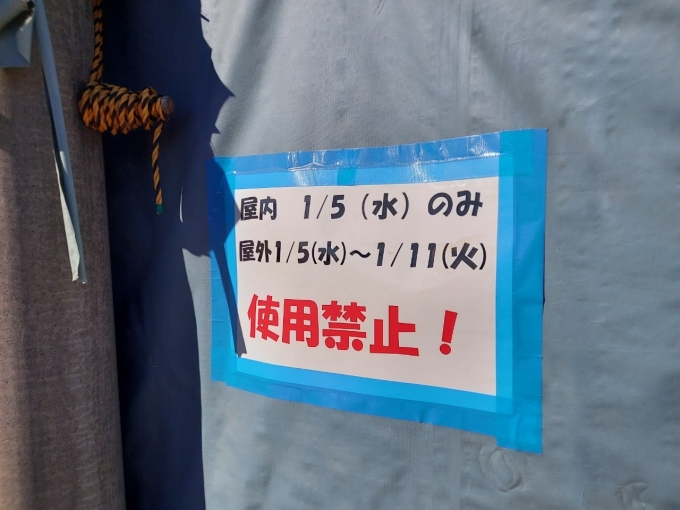 屋内 1/5（水）のみ
屋外1/5(水)～1/11(火)
使用禁止！